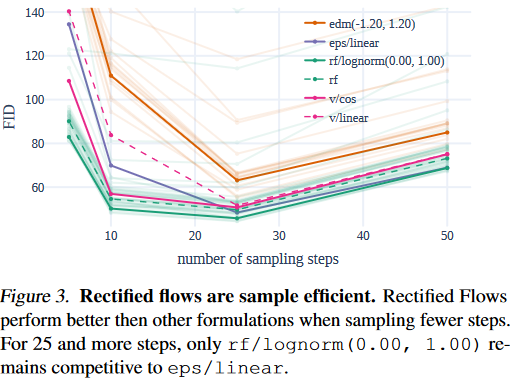 140
120
100
80
60
FID
edm(-1.20, 1.20)
eps/linear
rf/lognorm(0.00, 1.00)
rf
v/cos
v/linear
10
20
30
40
50
number of sampling steps
Figure 3. Rectified flows are sample efficient. Rectified Flows
perform better then other formulations when sampling fewer steps.
For 25 and more steps, only rf/lognorm(0.00, 1.00) re-
mains competitive to eps/linear.